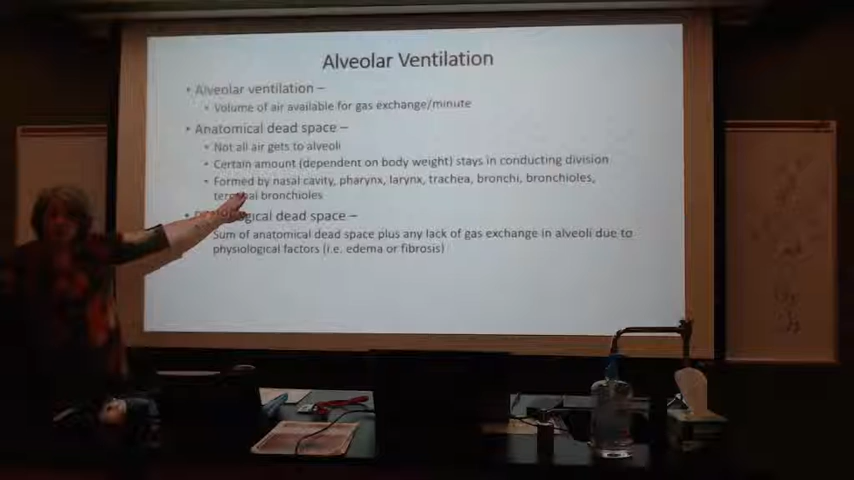 Alveolar Ventilation
• Alveolar ventilation –
• Volume of air available for gas exchange/minute
• Anatomical dead space –
• Not all air gets to alveoli
• Certain amount (dependent on body weight) stays in conducting division
• Formed by nasal cavity, pharynx, larynx, trachea, bronchi, bronchioles,
terminal bronchioles
• Physiological dead space –
Sum of anatomical dead space plus any lack of gas exchange in alveoli due to
physiological factors (i.e. edema or fibrosis)